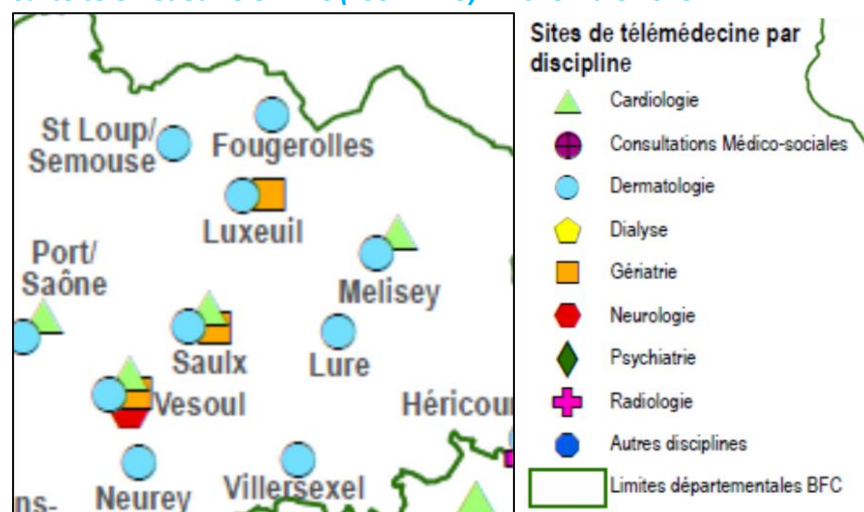 St Loup/
Semouse
Fougerolles
Luxeuil
Port/
Saône
Melisey
Saulx
Lure
Vesoul
Héricou
Neurey
Villersexel
ns-
Sites de télémédecine par
discipline
Cardiologie
Consultations Médico-sociales
Dermatologie
Dialyse
Gériatrie
Neurologie
Psychiatrie
Radiologie
Autres disciplines
Limites départementales BFC